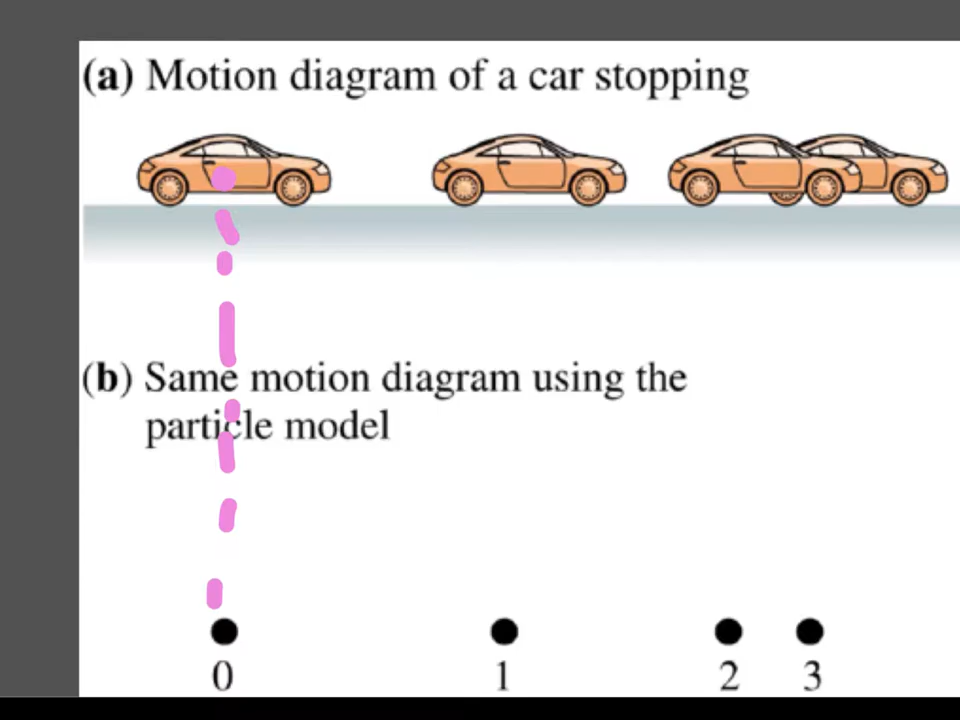 (a) Motion diagram of a car stopping
(b) Same motion diagram using the
particle model
0 1 2 3